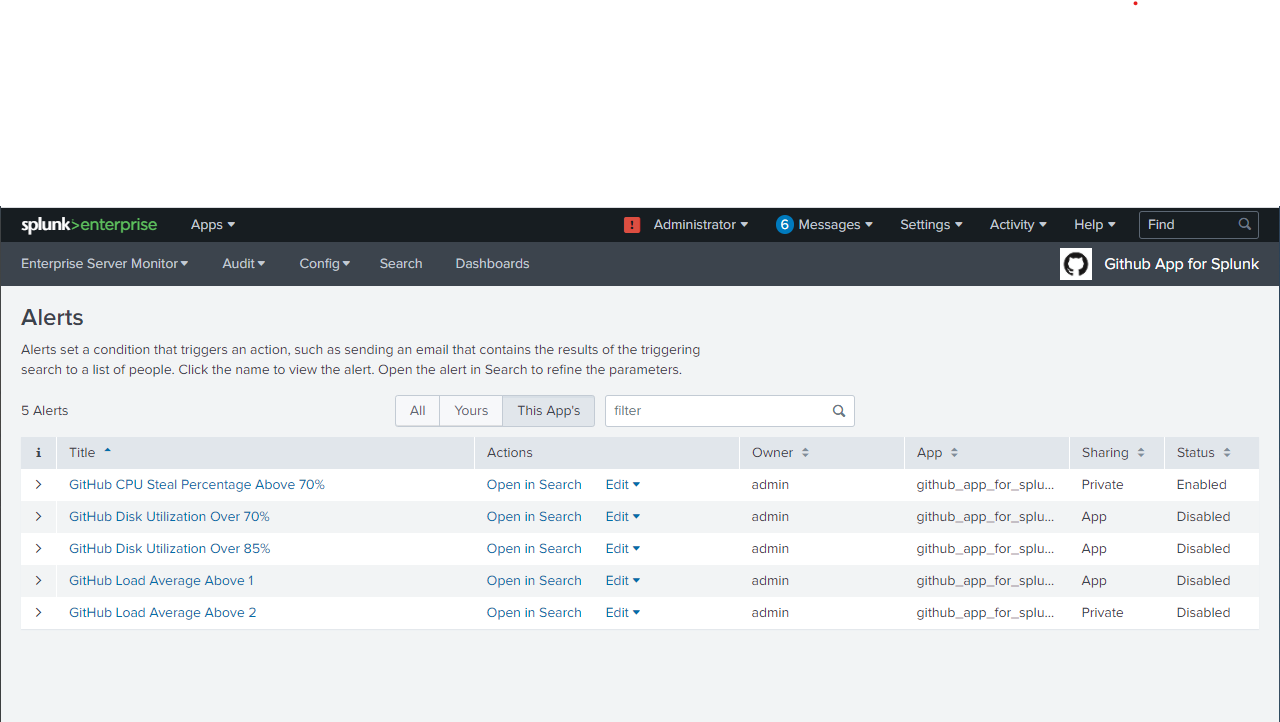 splunk>enterprise Apps ! Administrator 6 Messages Settings Activity Help Find
Enterprise Server Monitor Audit Config Search Dashboards Github App for Splunk
Alerts
Alerts set a condition that triggers an action, such as sending an email that contains the results of the triggering
search to a list of people. Click the name to view the alert. Open the alert in Search to refine the parameters.
5 Alerts All Yours This App's filter
i Title Actions Owner App Sharing Status
GitHub CPU Steal Percentage Above 70% Open in Search Edit admin github_app_for_splu... Private Enabled
GitHub Disk Utilization Over 70% Open in Search Edit admin github_app_for_splu... App Disabled
GitHub Disk Utilization Over 85% Open in Search Edit admin github_app_for_splu... App Disabled
GitHub Load Average Above 1 Open in Search Edit admin github_app_for_splu... App Disabled
GitHub Load Average Above 2 Open in Search Edit admin github_app_for_splu... Private Disabled